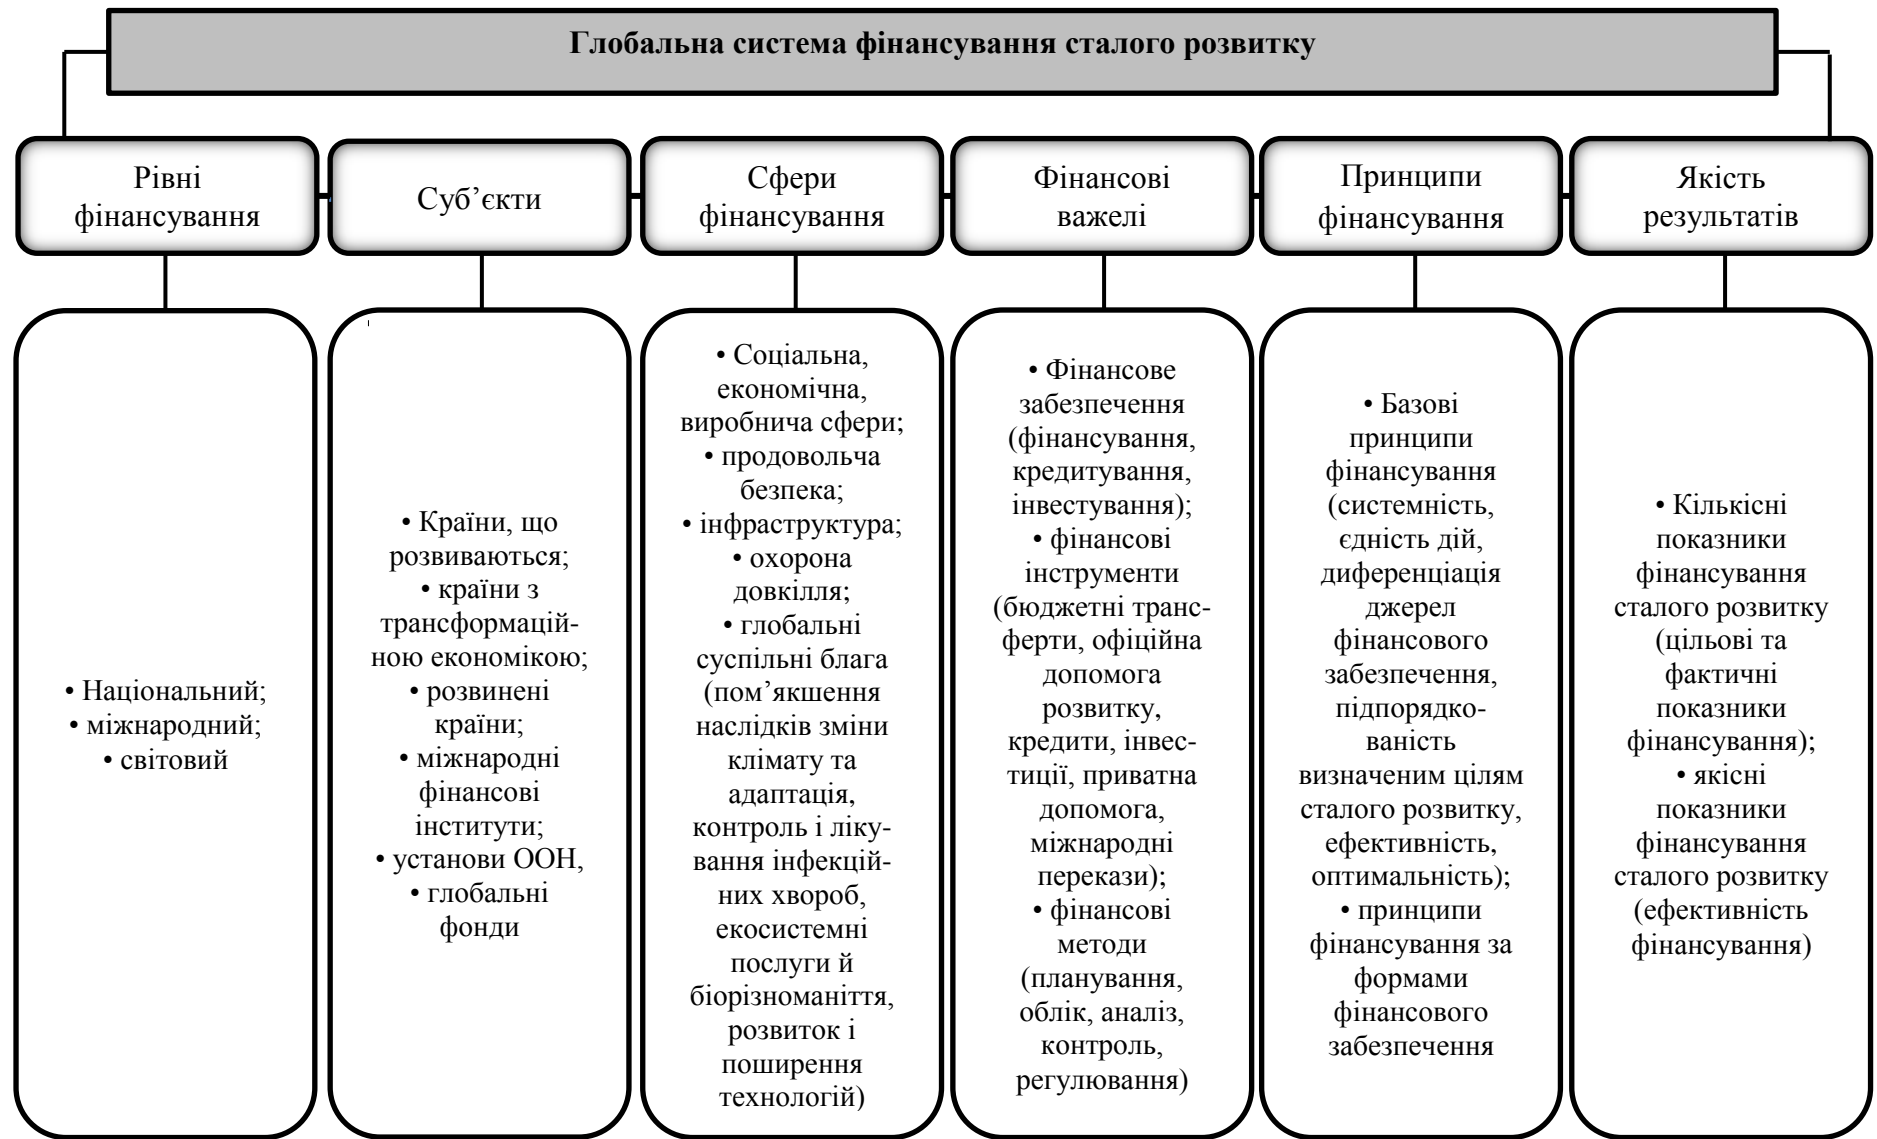 Глобальна система фінансування сталого розвитку
Рівні
фінансування
Суб’єкти
Сфери
фінансування
Фінансові
важелі
Принципи
фінансування
Якість
результатів
• Національний;
• міжнародний;
• світовий
• Країни, що
розвиваються;
• країни з
трансформацій-
ною економікою;
• розвинені
країни;
• міжнародні
фінансові
інститути;
• установи ООН,
• глобальні
фонди
• Соціальна,
економічна,
виробнича сфери;
• продовольча
безпека;
• інфраструктура;
• охорона
довкілля;
• глобальні
суспільні блага
(пом’якшення
наслідків зміни
клімату та
адаптація,
контроль і ліку-
вання інфекцій-
них хвороб,
екосистемні
послуги й
біорізноманіття,
розвиток і
поширення
технологій)
• Фінансове
забезпечення
(фінансування,
кредитування,
інвестування);
• фінансові
інструменти
(бюджетні транс-
ферти, офіційна
допомога
розвитку,
кредити, інвес-
тиції, приватна
допомога,
міжнародні
перекази);
• фінансові
методи
(планування,
облік, аналіз,
контроль,
регулювання)
• Базові
принципи
фінансування
(системність,
єдність дій,
диференціація
джерел
фінансового
забезпечення,
підпорядко-
ваність
визначеним цілям
сталого розвитку,
ефективність,
оптимальність);
• принципи
фінансування за
формами
фінансового
забезпечення
• Кількісні
показники
фінансування
сталого розвитку
(цільові та
фактичні
показники
фінансування);
• якісні
показники
фінансування
сталого розвитку
(ефективність
фінансування)